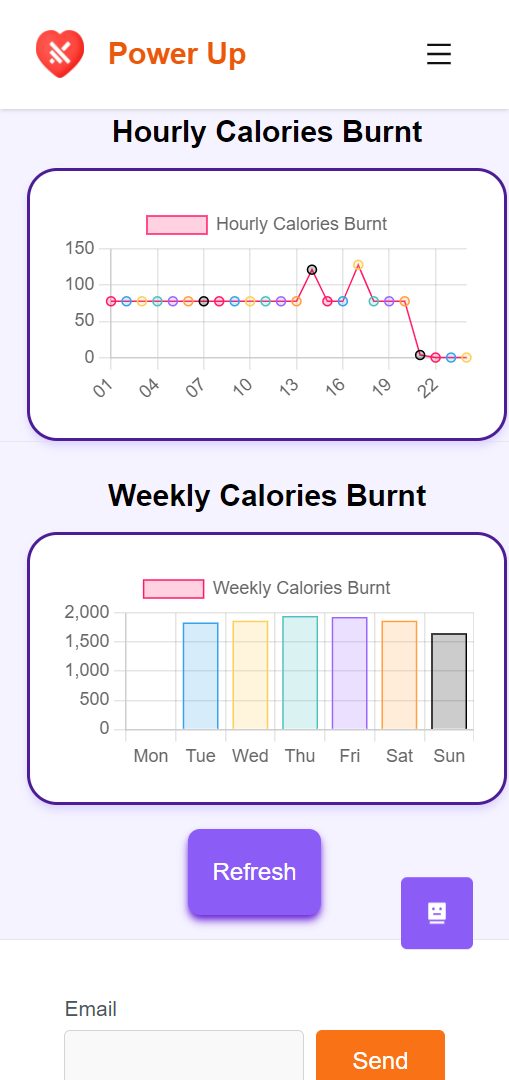 Power Up
Hourly Calories Burnt
Hourly Calories Burnt
150
100
50
0
01 04 07 10 13 16 19 22
Weekly Calories Burnt
Weekly Calories Burnt
2,000
1,500
1,000
500
0
Mon Tue Wed Thu Fri Sat Sun
Refresh
Email
Send